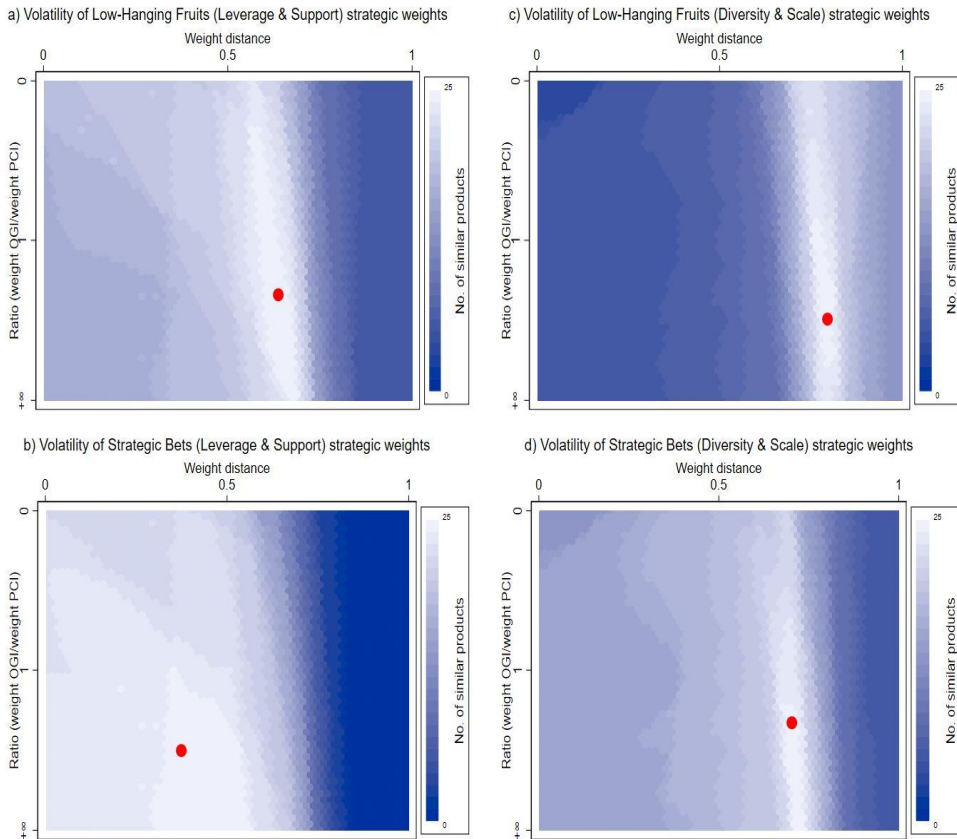 a) Volatility of Low-Hanging Fruits (Leverage & Support) strategic weights
Weight distance
0 0.5 1
Ratio (weight OGI/weight PCI)
0
1
+∞
25
No. of similar products
0
c) Volatility of Low-Hanging Fruits (Diversity & Scale) strategic weights
Weight distance
0 0.5 1
Ratio (weight OGI/weight PCI)
0
1
+∞
25
No. of similar products
0
b) Volatility of Strategic Bets (Leverage & Support) strategic weights
Weight distance
0 0.5 1
Ratio (weight OGI/weight PCI)
0
1
+∞
25
No. of similar products
0
d) Volatility of Strategic Bets (Diversity & Scale) strategic weights
Weight distance
0 0.5 1
Ratio (weight OGI/weight PCI)
0
1
+∞
25
No. of similar products
0